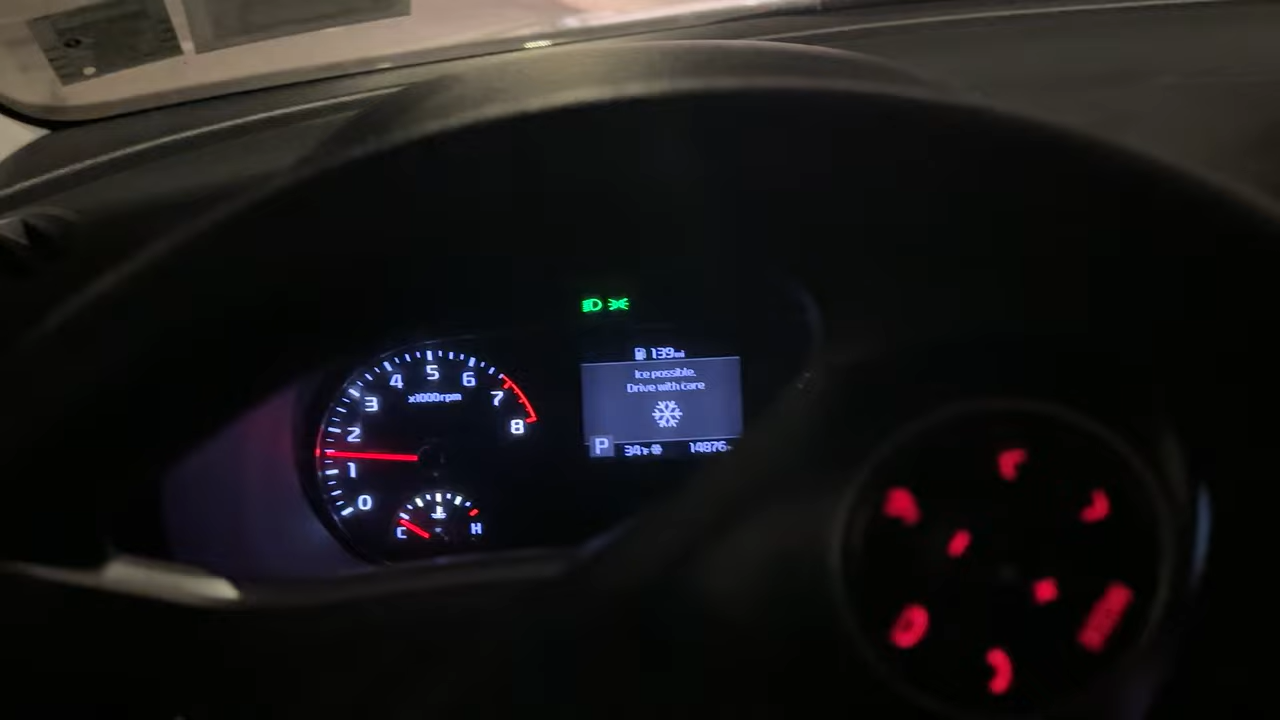 139mi
Ice possible.
Drive with care
P
34°F
14876
0
1
2
3
4
5
6
7
8
x1000rpm
C
H